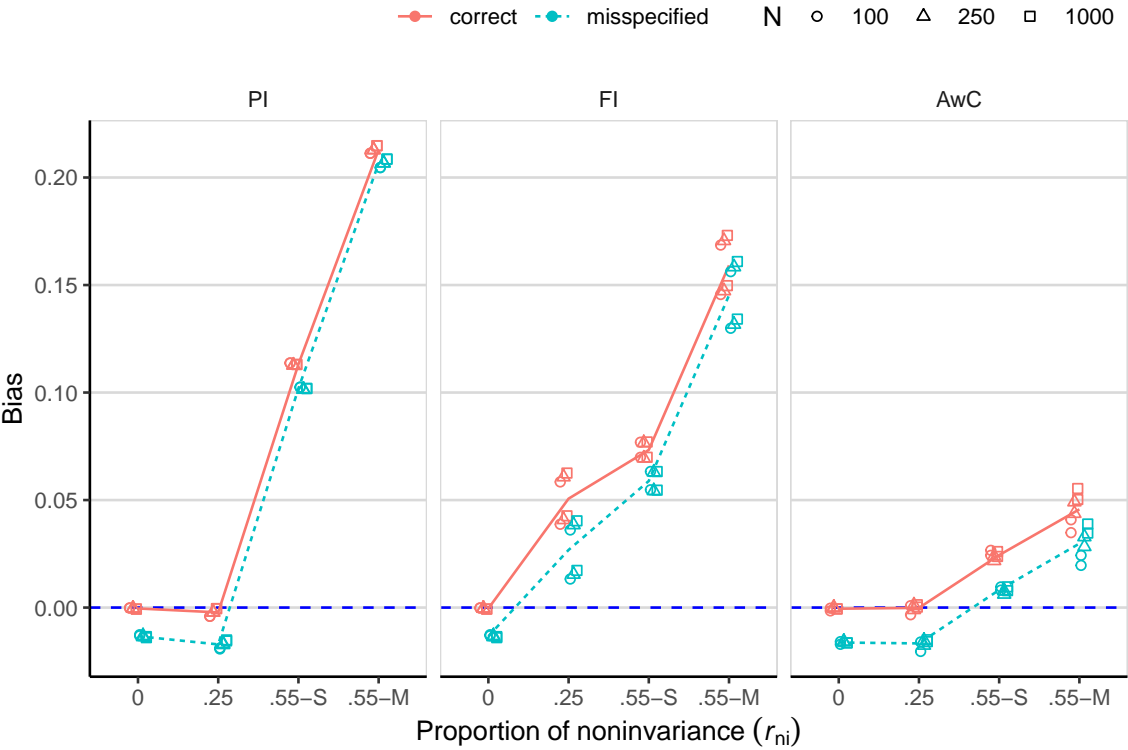 correct misspecified N 100 250 1000
PI FI AwC
0.20
0.15
0.10
0.05
0.00
Bias
0 .25 .55−S .55−M 0 .25 .55−S .55−M 0 .25 .55−S .55−M
Proportion of noninvariance (rni)